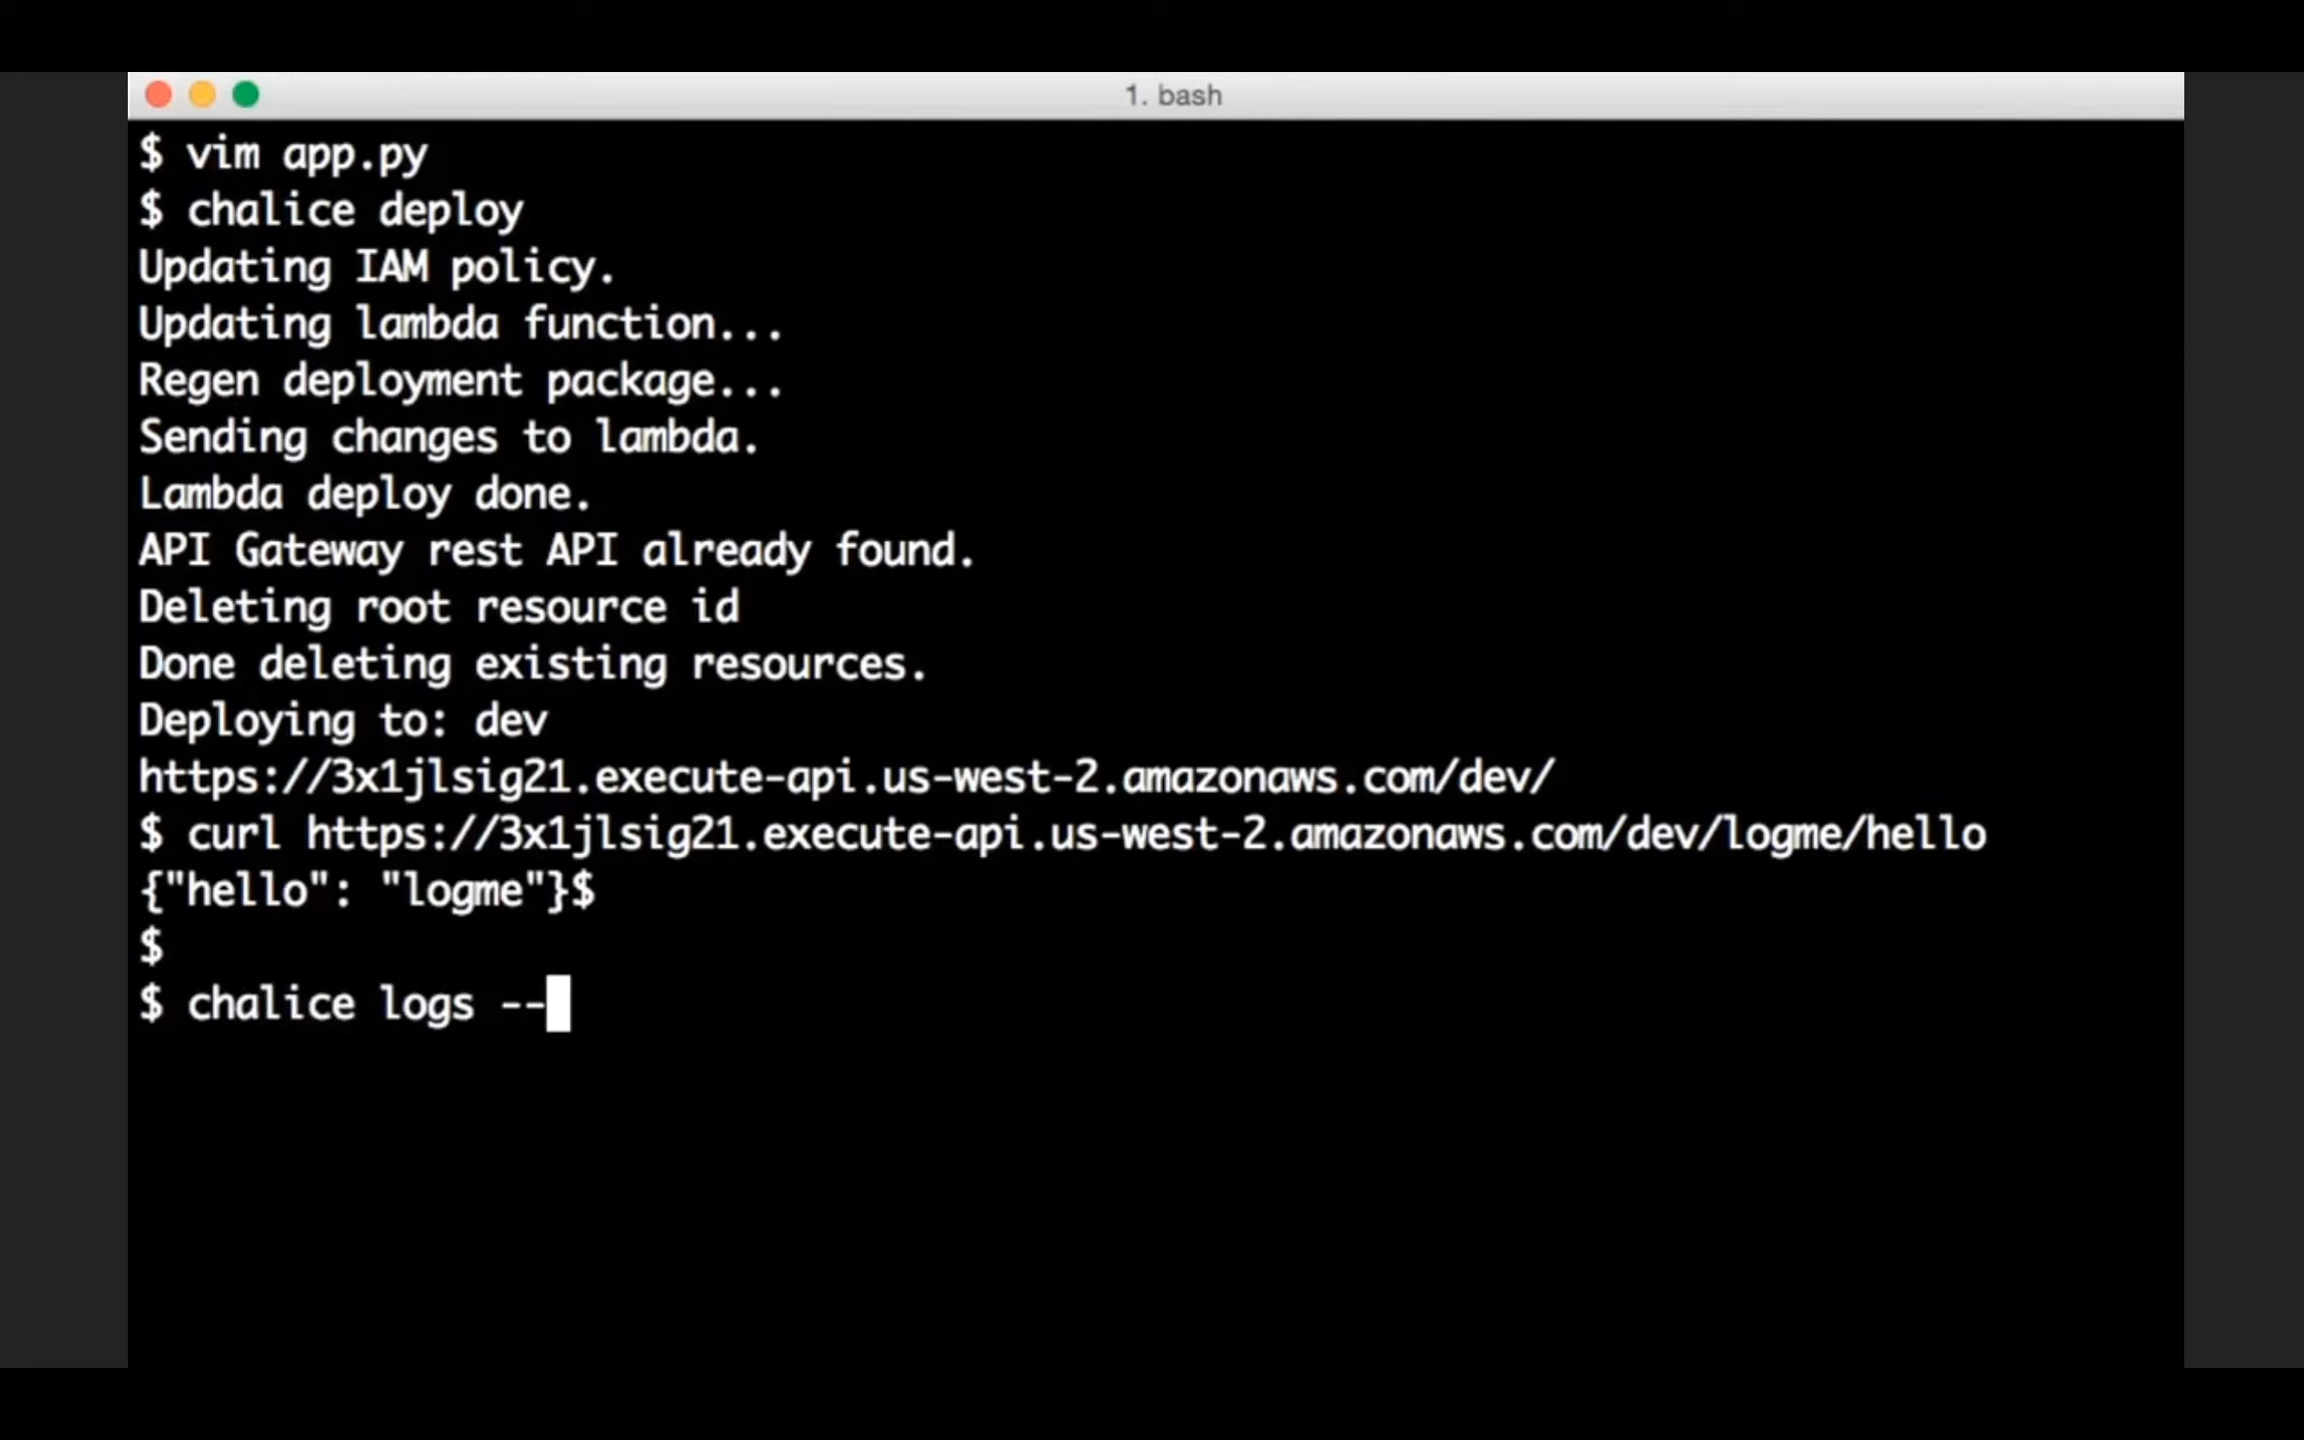 1. bash
$ vim app.py
$ chalice deploy
Updating IAM policy.
Updating lambda function...
Regen deployment package...
Sending changes to lambda.
Lambda deploy done.
API Gateway rest API already found.
Deleting root resource id
Done deleting existing resources.
Deploying to: dev
https://3x1jlsig21.execute-api.us-west-2.amazonaws.com/dev/
$ curl https://3x1jlsig21.execute-api.us-west-2.amazonaws.com/dev/logme/hello
{"hello": "logme"}$
$
$ chalice logs --